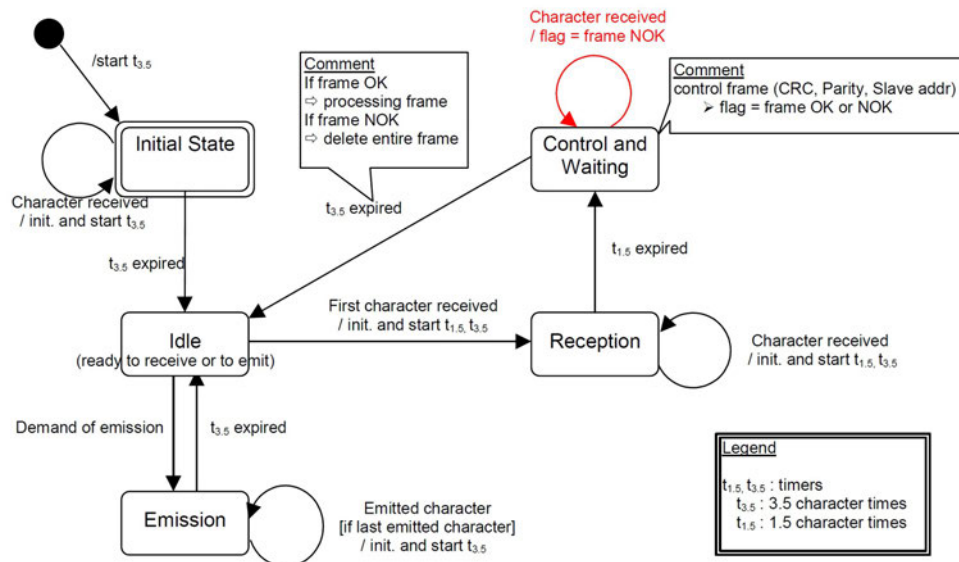 /start t3.5
Initial State
Character received
/ init. and start t3.5
t3.5 expired
Comment
If frame OK
⇨ processing frame
If frame NOK
⇨ delete entire frame
t3.5 expired
Character received
/ flag = frame NOK
Comment
control frame (CRC, Parity, Slave addr)
➢ flag = frame OK or NOK
Control and
Waiting
t1.5 expired
First character received
/ init. and start t1.5, t3.5
Idle
(ready to receive or to emit)
Reception
Character received
/ init. and start t1.5, t3.5
Demand of emission
t3.5 expired
Emission
Emitted character
[if last emitted character]
/ init. and start t3.5
Legend
t1.5, t3.5 : timers
t3.5 : 3.5 character times
t1.5 : 1.5 character times